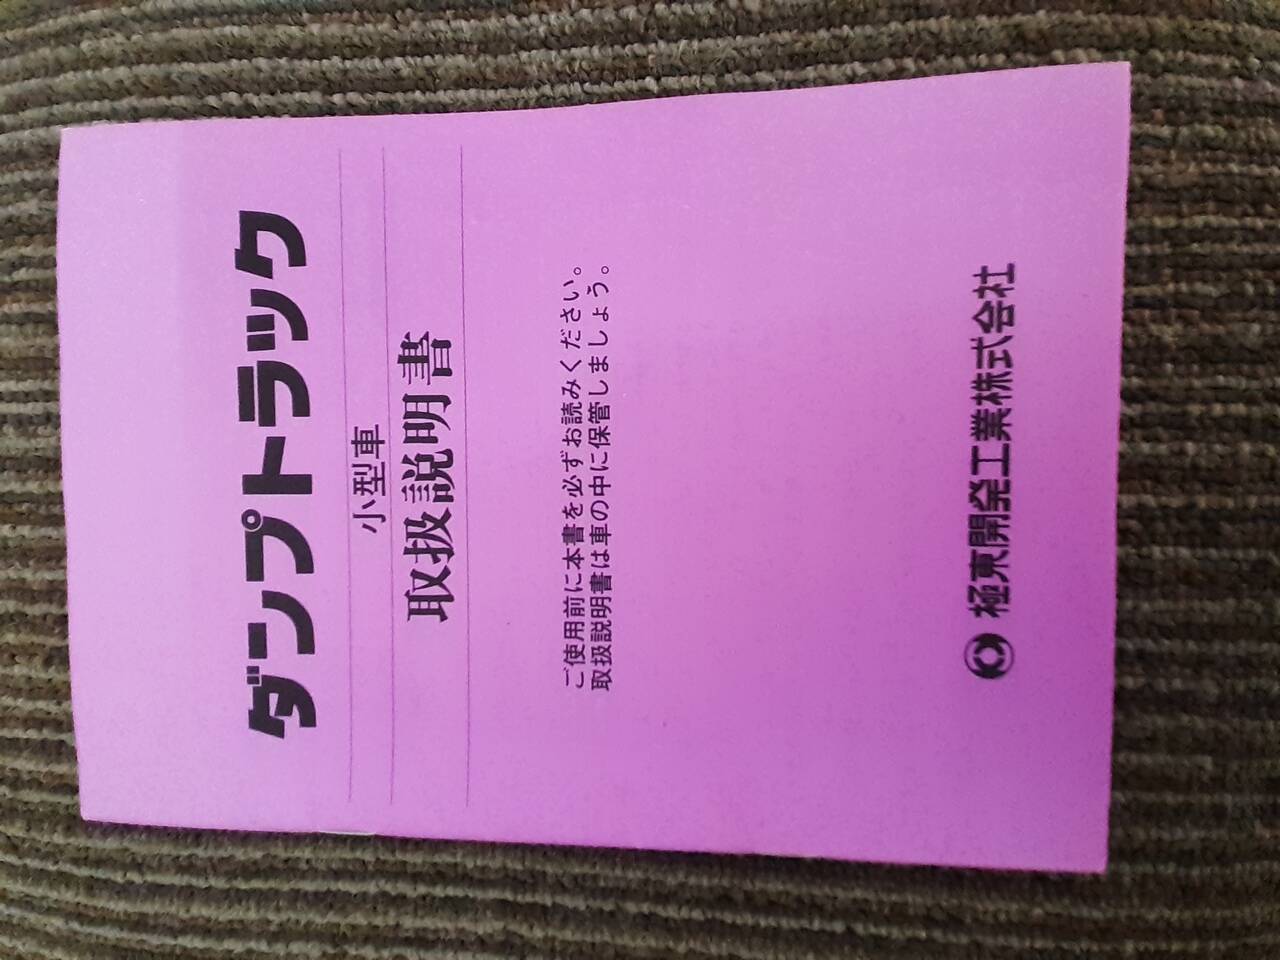 ダンプトラック
小型車
取扱説明書
ご使用前に本書を必ずお読みください。
取扱説明書は車の中に保管しましょう。
極東開発工業株式会社